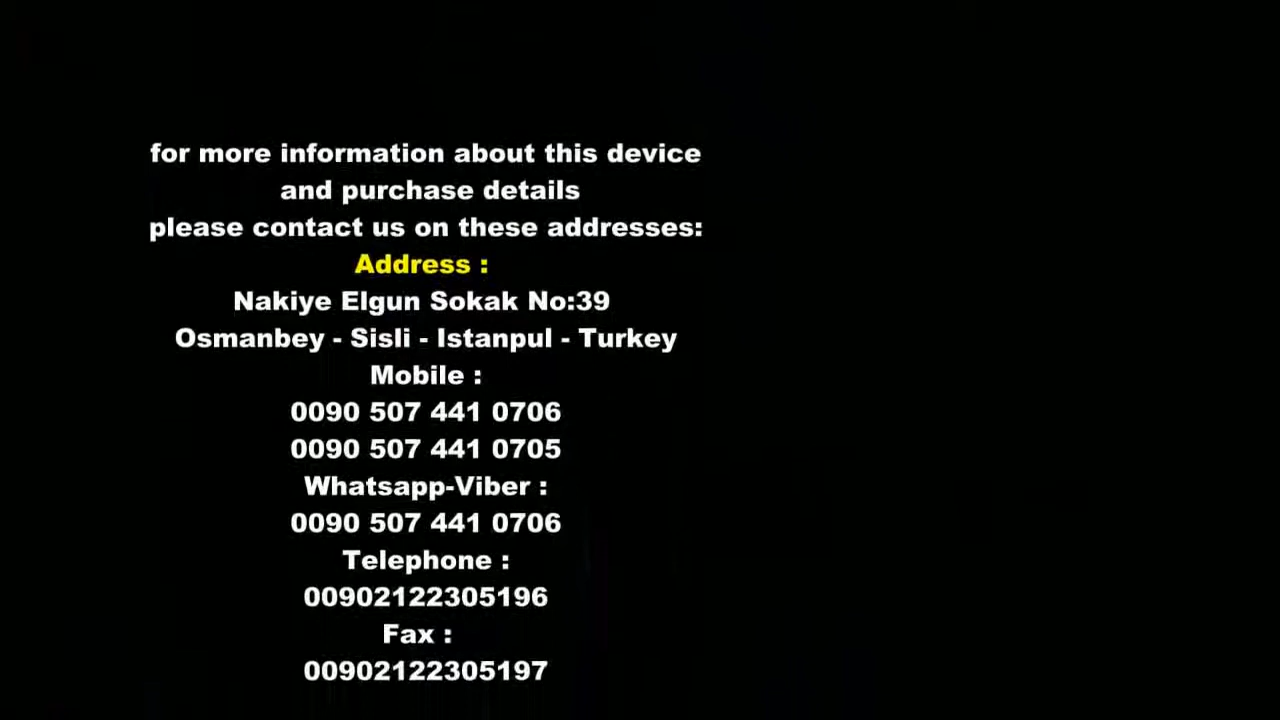 for more information about this device
and purchase details
please contact us on these addresses:
Address :
Nakiye Elgun Sokak No:39
Osmanbey - Sisli - Istanpul - Turkey
Mobile :
0090 507 441 0706
0090 507 441 0705
Whatsapp-Viber :
0090 507 441 0706
Telephone :
00902122305196
Fax :
00902122305197